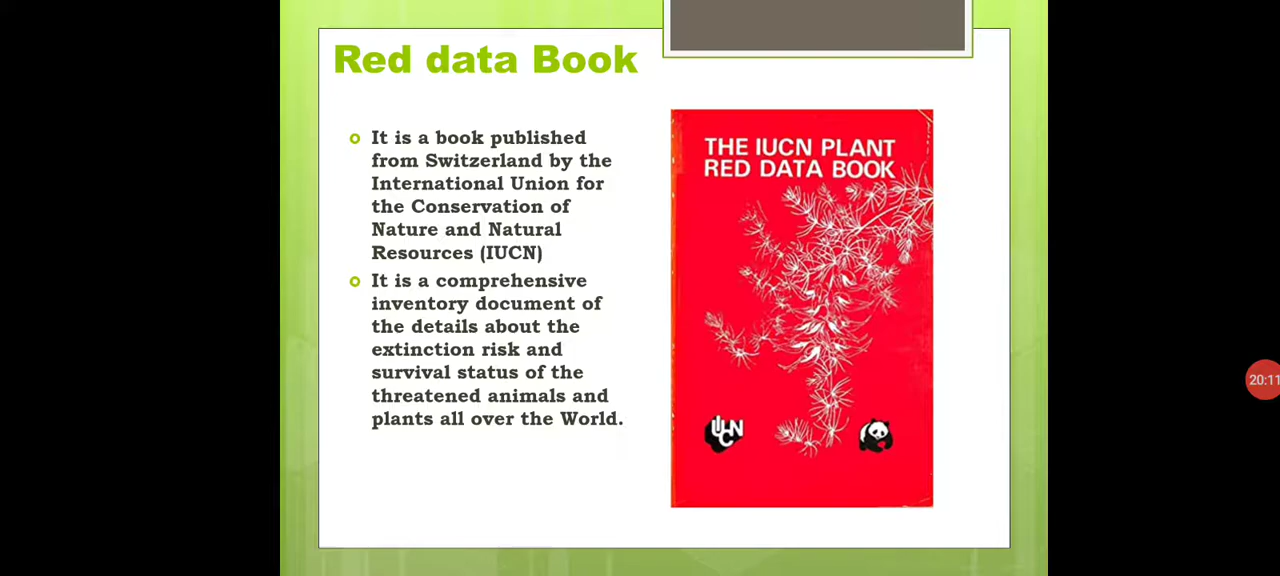 Red data Book
It is a book published
from Switzerland by the
International Union for
the Conservation of
Nature and Natural
Resources (IUCN)
It is a comprehensive
inventory document of
the details about the
extinction risk and
survival status of the
threatened animals and
plants all over the World.
THE IUCN PLANT
RED DATA BOOK
IUCN
20:11